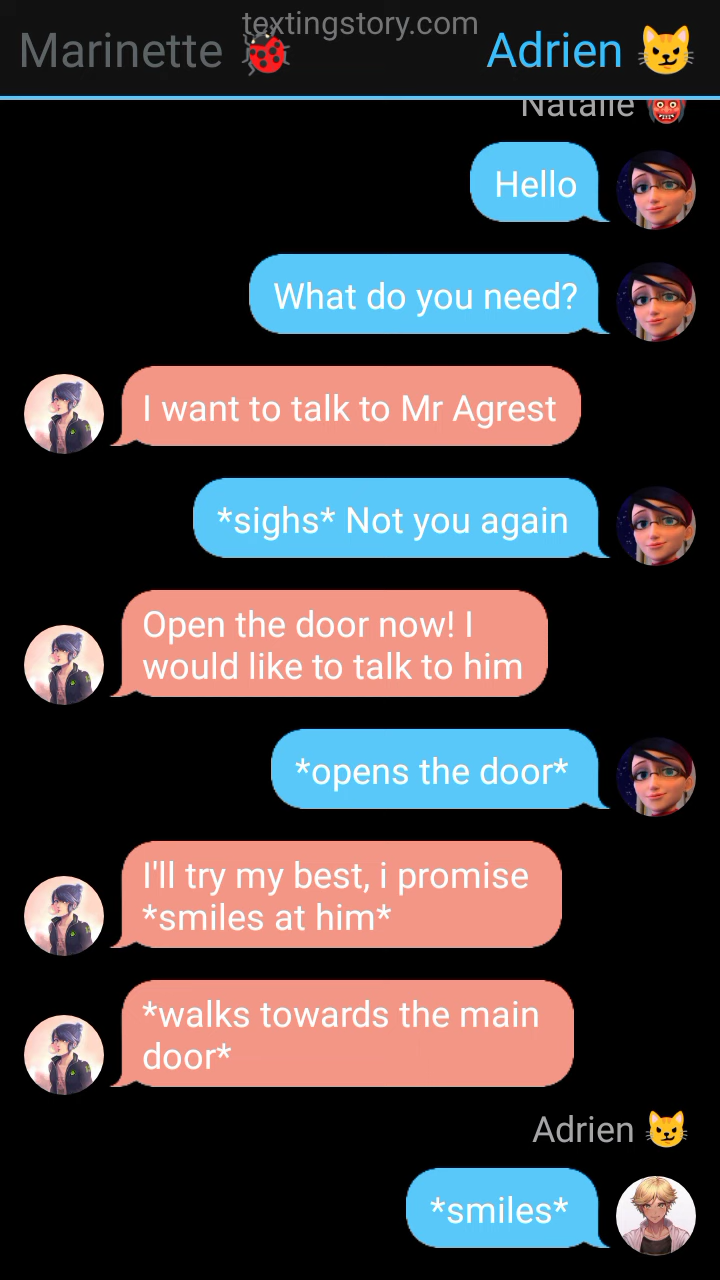 textingstory.com
Marinette 🐞 Adrien 😼
Natalie 👹
Hello
What do you need?
I want to talk to Mr Agrest
*sighs* Not you again
Open the door now! I
would like to talk to him
*opens the door*
I'll try my best, i promise
*smiles at him*
*walks towards the main
door*
Adrien 😼
*smiles*